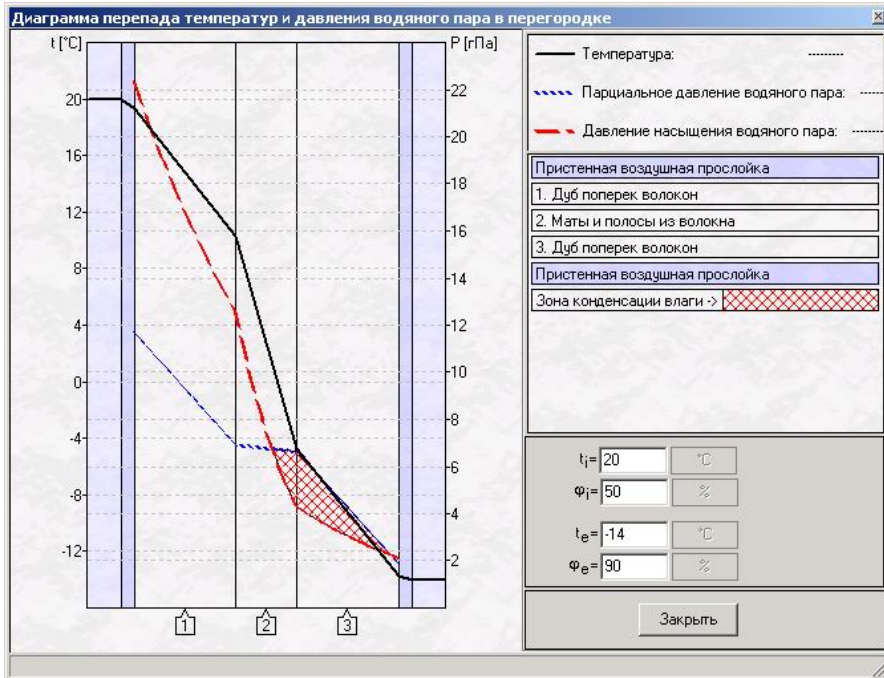 Диаграмма перепада температур и давления водяного пара в перегородке
t [°C]
P [гПа]
20
16
12
8
4
0
-4
-8
-12
22
20
18
16
14
12
10
8
6
4
2
1
2
3
Температура: ---------
Парциальное давление водяного пара: -----
Давление насыщения водяного пара: -------
Пристенная воздушная прослойка
1. Дуб поперек волокон
2. Маты и полосы из волокна
3. Дуб поперек волокон
Пристенная воздушная прослойка
Зона конденсации влаги ->
ti= 20 °C
φi= 50 %
te= -14 °C
φe= 90 %
Закрыть